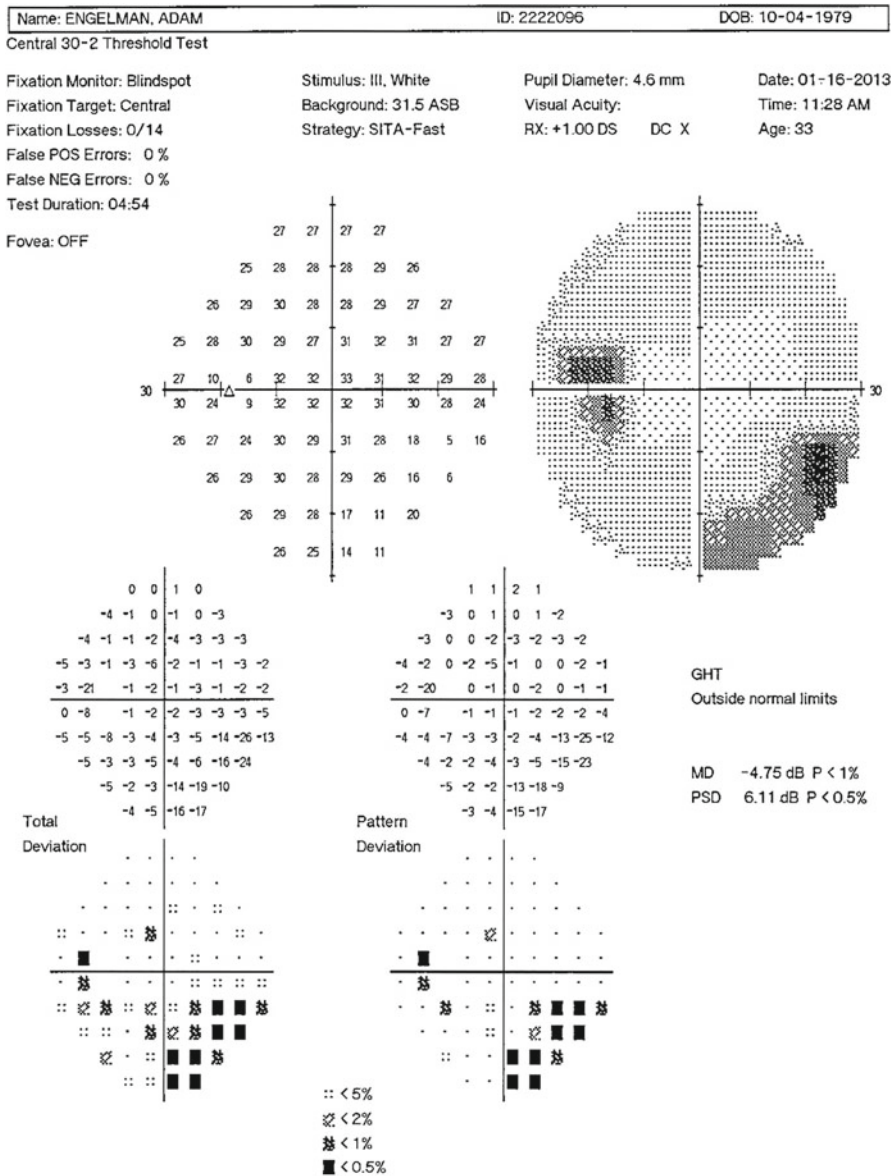 Name: ENGELMAN, ADAM ID: 2222096 DOB: 10-04-1979
Central 30-2 Threshold Test
Fixation Monitor: Blindspot Stimulus: III, White Pupil Diameter: 4.6 mm Date: 01-16-2013
Fixation Target: Central Background: 31.5 ASB Visual Acuity: Time: 11:28 AM
Fixation Losses: 0/14 Strategy: SITA-Fast RX: +1.00 DS DC X Age: 33
False POS Errors: 0 %
False NEG Errors: 0 %
Test Duration: 04:54
Fovea: OFF
27 27 27 27
25 28 28 28 29 26
26 29 30 28 28 29 27 27
25 28 30 29 27 31 32 31 27 27
27 10 6 32 32 33 31 32 29 28
30 30
30 24 9 32 32 32 31 30 28 24
26 27 24 30 29 31 28 18 5 16
26 29 30 28 29 26 16 6
26 29 28 17 11 20
26 25 14 11
0 0 1 0 1 1 2 1
-4 -1 0 -1 0 -3 -3 0 1 0 1 -2
-4 -1 -1 -2 -4 -3 -3 -3 -3 0 0 -2 -3 -2 -3 -2
-5 -3 -1 -3 -6 -2 -1 -1 -3 -2 -4 -2 0 -2 -5 -1 0 0 -2 -1
-3 -21 -1 -2 -1 -3 -1 -2 -2 -2 -20 0 -1 0 -2 0 -1 -1
0 -8 -1 -2 -2 -3 -3 -3 -5 0 -7 -1 -1 -1 -2 -2 -2 -4
-5 -5 -8 -3 -4 -3 -5 -14 -26 -13 -4 -4 -7 -3 -3 -2 -4 -13 -25 -12
-5 -3 -3 -5 -4 -6 -16 -24 -4 -2 -2 -4 -3 -5 -15 -23
-5 -2 -3 -14 -19 -10 -5 -2 -2 -13 -18 -9
-4 -5 -16 -17 -3 -4 -15 -17
GHT
Outside normal limits
MD -4.75 dB P < 1%
PSD 6.11 dB P < 0.5%
Total Pattern
Deviation Deviation
< 5%
< 2%
< 1%
< 0.5%